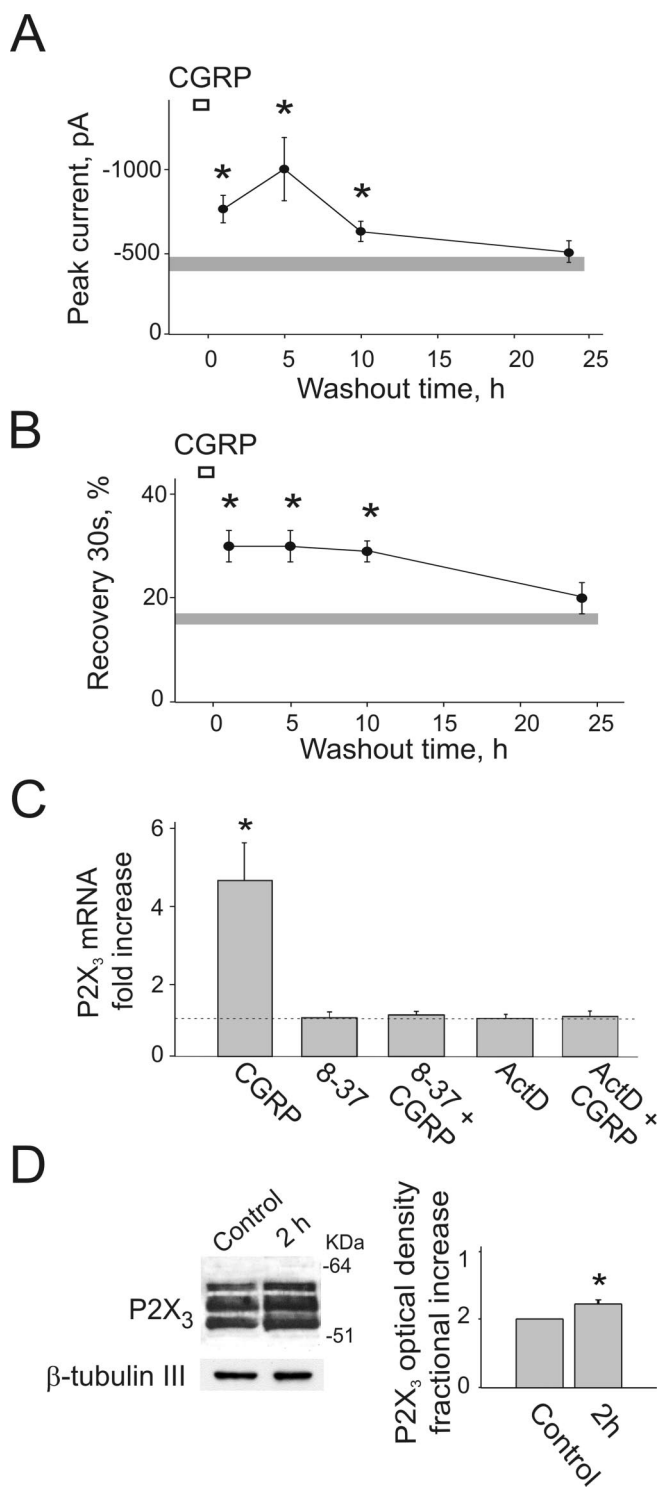 A
CGRP
*
*
*
Peak current, pA
-1000
-500
0
0 5 10 15 20 25
Washout time, h
B
CGRP
* * *
Recovery 30s, %
40
20
0
0 5 10 15 20 25
Washout time, h
C
P2X₃ mRNA
fold increase
6
4
2
0
*
CGRP
8-37
8-37 +
CGRP
ActD
ActD +
CGRP
D
Control
2 h
KDa
-64
P2X₃
-51
β-tubulin III
P2X₃ optical density
fractional increase
1
2
0
*
Control
2h